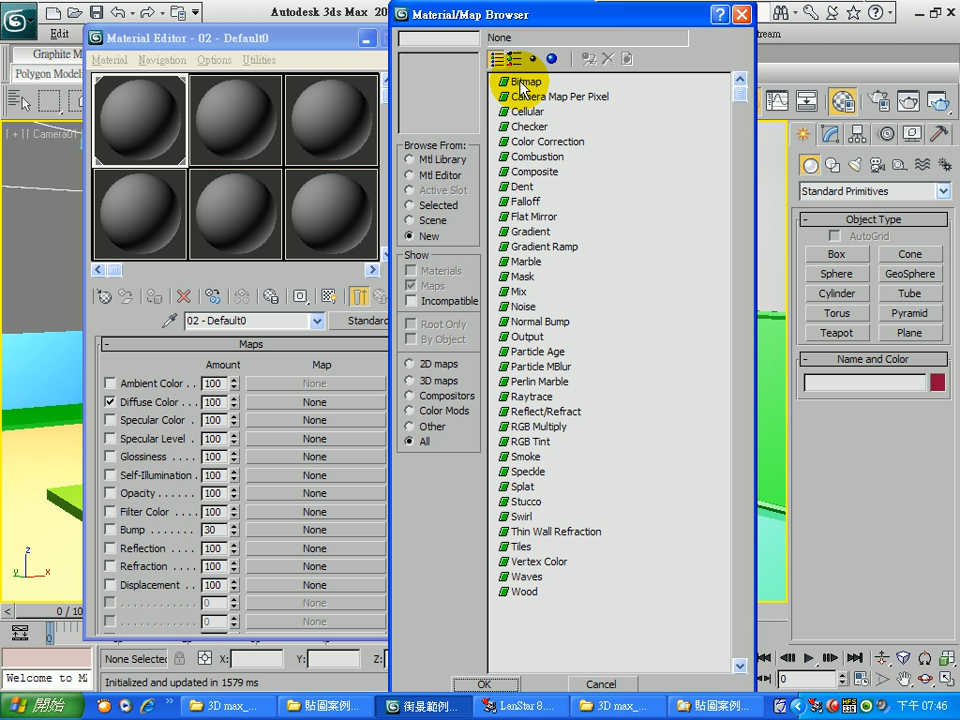 Autodesk 3ds Max 20
Edit
Graphite M
Polygon Model
[ + ] [ Camera01
0 / 10
Welcome to M
Material Editor - 02 - Default0
Material Navigation Options Utilities
02 - Default0
Standard
Maps
Amount Map
Ambient Color . . 100 None
Diffuse Color . . . 100 None
Specular Color . 100 None
Specular Level . 100 None
Glossiness . . . . 100 None
Self-Illumination . 100 None
Opacity . . . . . . 100 None
Filter Color . . . . 100 None
Bump . . . . . . . 30 None
Reflection . . . . 100 None
Refraction . . . . 100 None
Displacement . . 100 None
. . . . . . . . . . . . 0 None
. . . . . . . . . . . . 0 None
None Selected X: Y: Z:
Initialized and updated in 1579 ms
Material/Map Browser
None
Browse From:
Mtl Library
Mtl Editor
Active Slot
Selected
Scene
New
Show
Materials
Maps
Incompatible
Root Only
By Object
2D maps
3D maps
Compositors
Color Mods
Other
All
Bitmap
Camera Map Per Pixel
Cellular
Checker
Color Correction
Combustion
Composite
Dent
Falloff
Flat Mirror
Gradient
Gradient Ramp
Marble
Mask
Mix
Noise
Normal Bump
Output
Particle Age
Particle MBlur
Perlin Marble
Raytrace
Reflect/Refract
RGB Multiply
RGB Tint
Smoke
Speckle
Splat
Stucco
Swirl
Thin Wall Refraction
Tiles
Vertex Color
Waves
Wood
OK Cancel
ream
Standard Primitives
Object Type
AutoGrid
Box Cone
Sphere GeoSphere
Cylinder Tube
Torus Pyramid
Teapot Plane
Name and Color
0
開始
3D max_...
貼圖案例...
街景範例...
LanStar 8....
3D max_...
貼圖案例...
下午 07:46